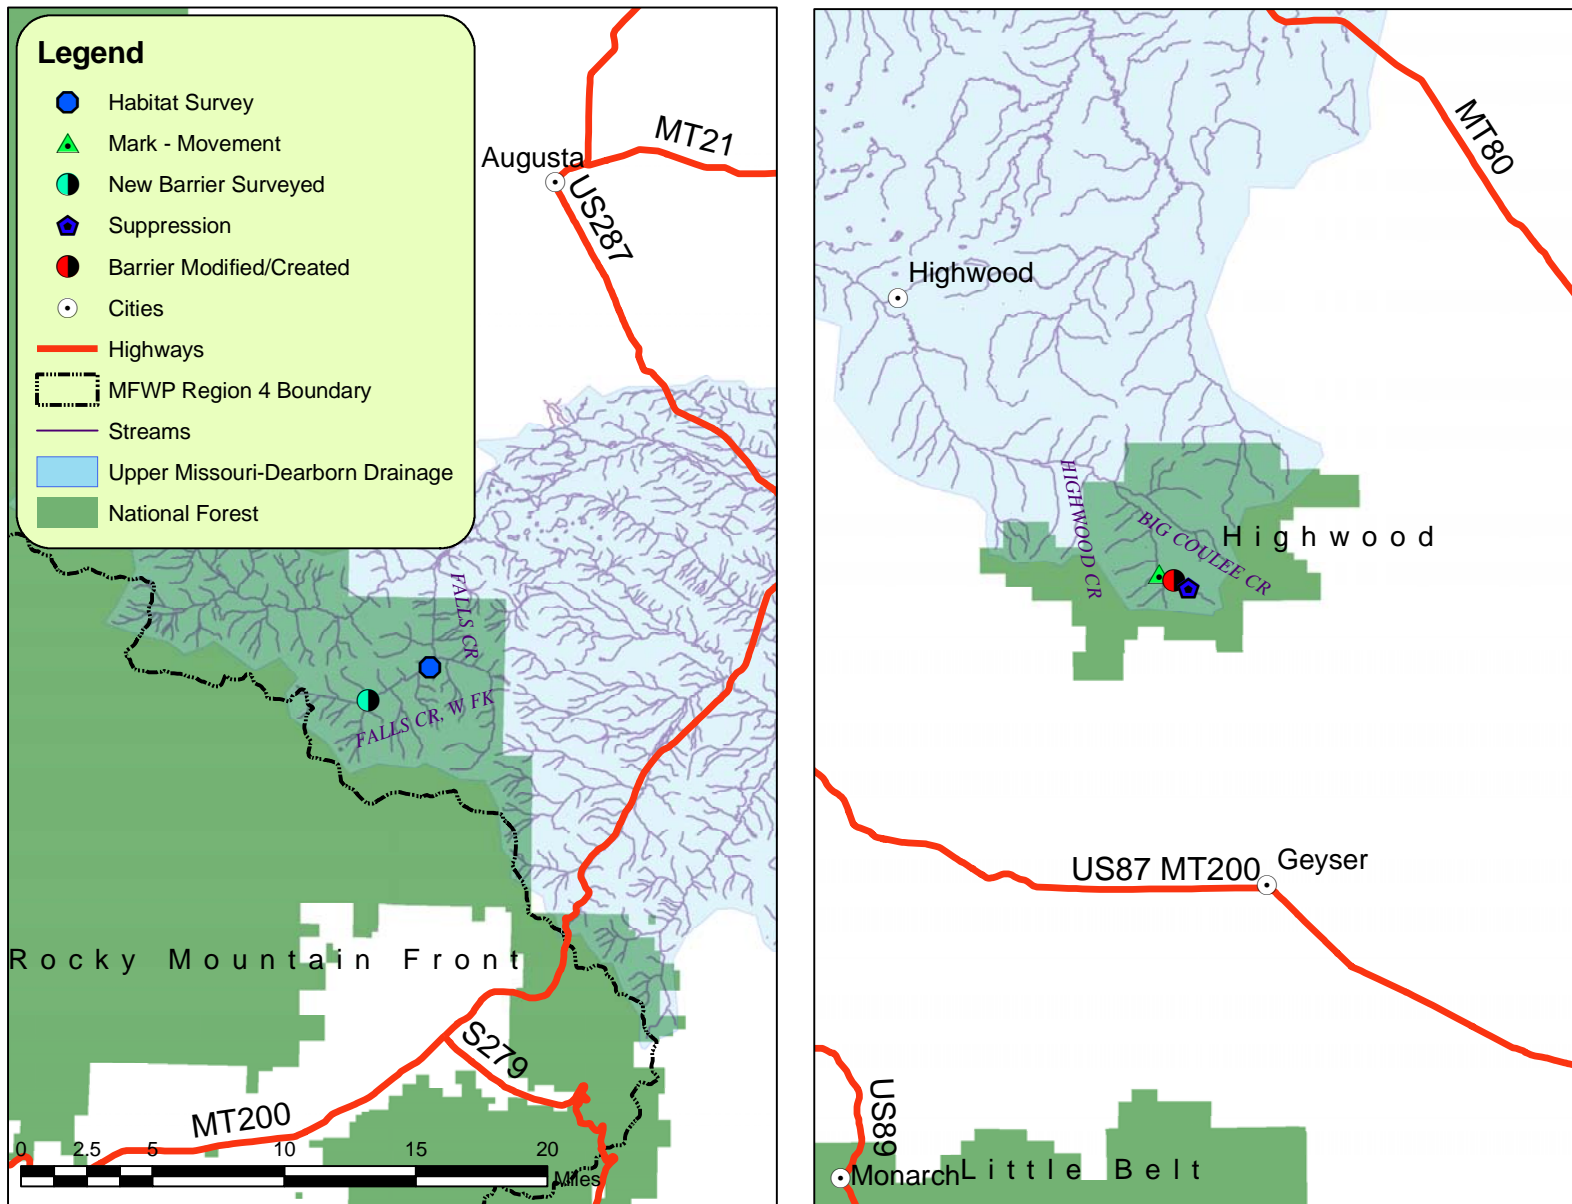 Legend
Habitat Survey
Mark - Movement
New Barrier Surveyed
Suppression
Barrier Modified/Created
Cities
Highways
MFWP Region 4 Boundary
Streams
Upper Missouri-Dearborn Drainage
National Forest
Augusta
MT21
US287
FALLS CR
FALLS CR, W FK
Rocky Mountain Front
S279
MT200
0 2.5 5 10 15 20
Miles
MT80
Highwood
HIGHWOOD CR
BIG COULEE CR
Highwood
US87 MT200
Geyser
US89
Monarch
Little Belt